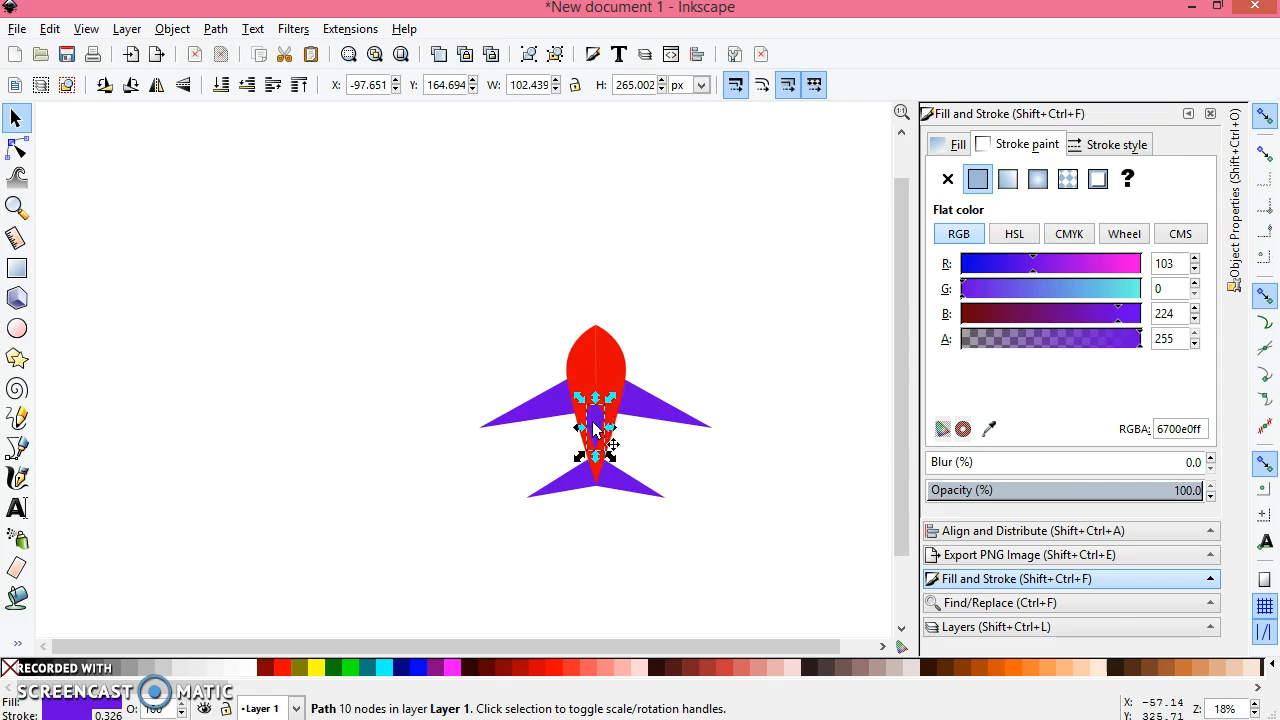 *New document 1 - Inkscape
File Edit View Layer Object Path Text Filters Extensions Help
X: -97.651 Y: 164.694 W: 102.439 H: 265.002 px
Fill and Stroke (Shift+Ctrl+F)
Fill Stroke paint Stroke style
?
Flat color
RGB HSL CMYK Wheel CMS
R: 103
G: 0
B: 224
A: 255
RGBA: 6700e0ff
Blur (%) 0.0
Opacity (%) 100.0
Align and Distribute (Shift+Ctrl+A)
Export PNG Image (Shift+Ctrl+E)
Fill and Stroke (Shift+Ctrl+F)
Find/Replace (Ctrl+F)
Layers (Shift+Ctrl+L)
Object Properties (Shift+Ctrl+O)
1:1
RECORDED WITH
SCREENCAST MATIC
Fill: O: 100 Layer 1 Path 10 nodes in layer Layer 1. Click selection to toggle scale/rotation handles. X: -57.14 Z: 18%
Stroke: 0.326 Y: 322.71